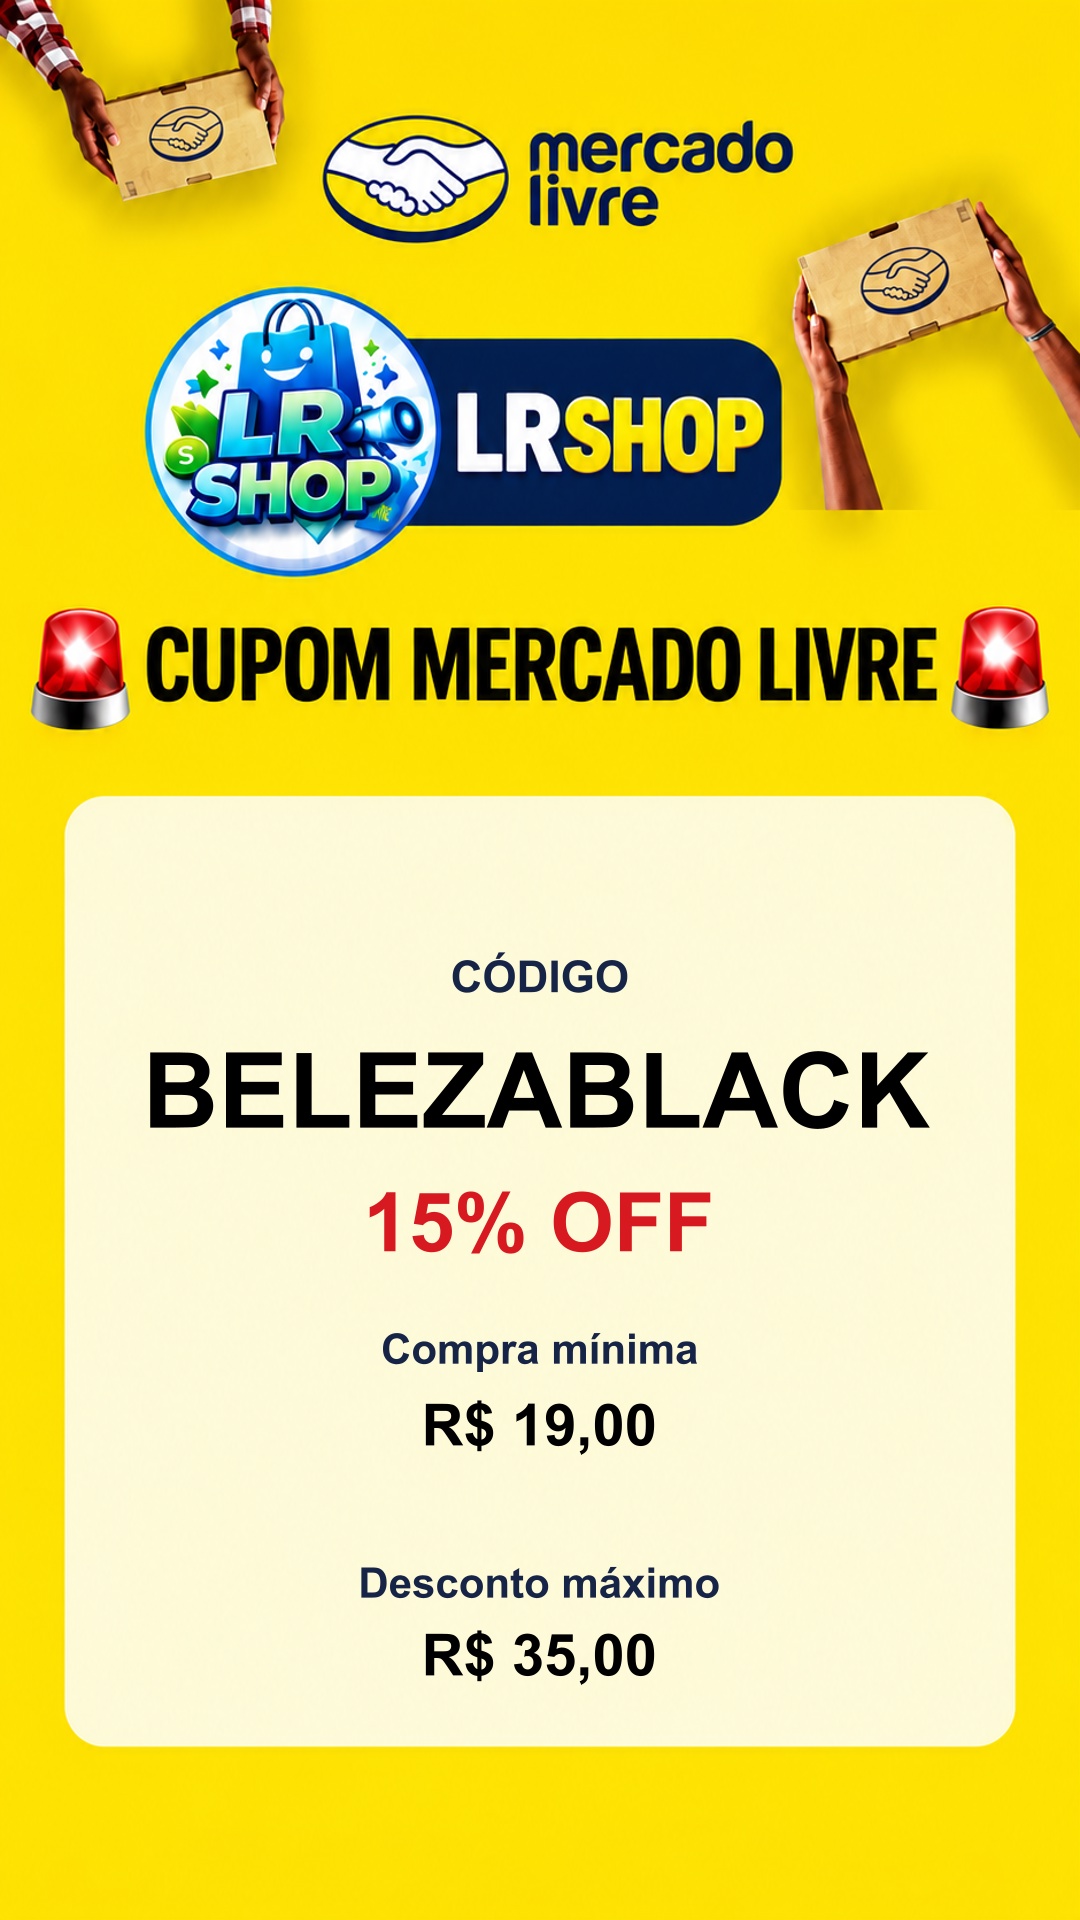 mercado
livre
LR
SHOP
S
LRSHOP
CUPOM MERCADO LIVRE
CÓDIGO
BELEZABLACK
15% OFF
Compra mínima
R$ 19,00
Desconto máximo
R$ 35,00